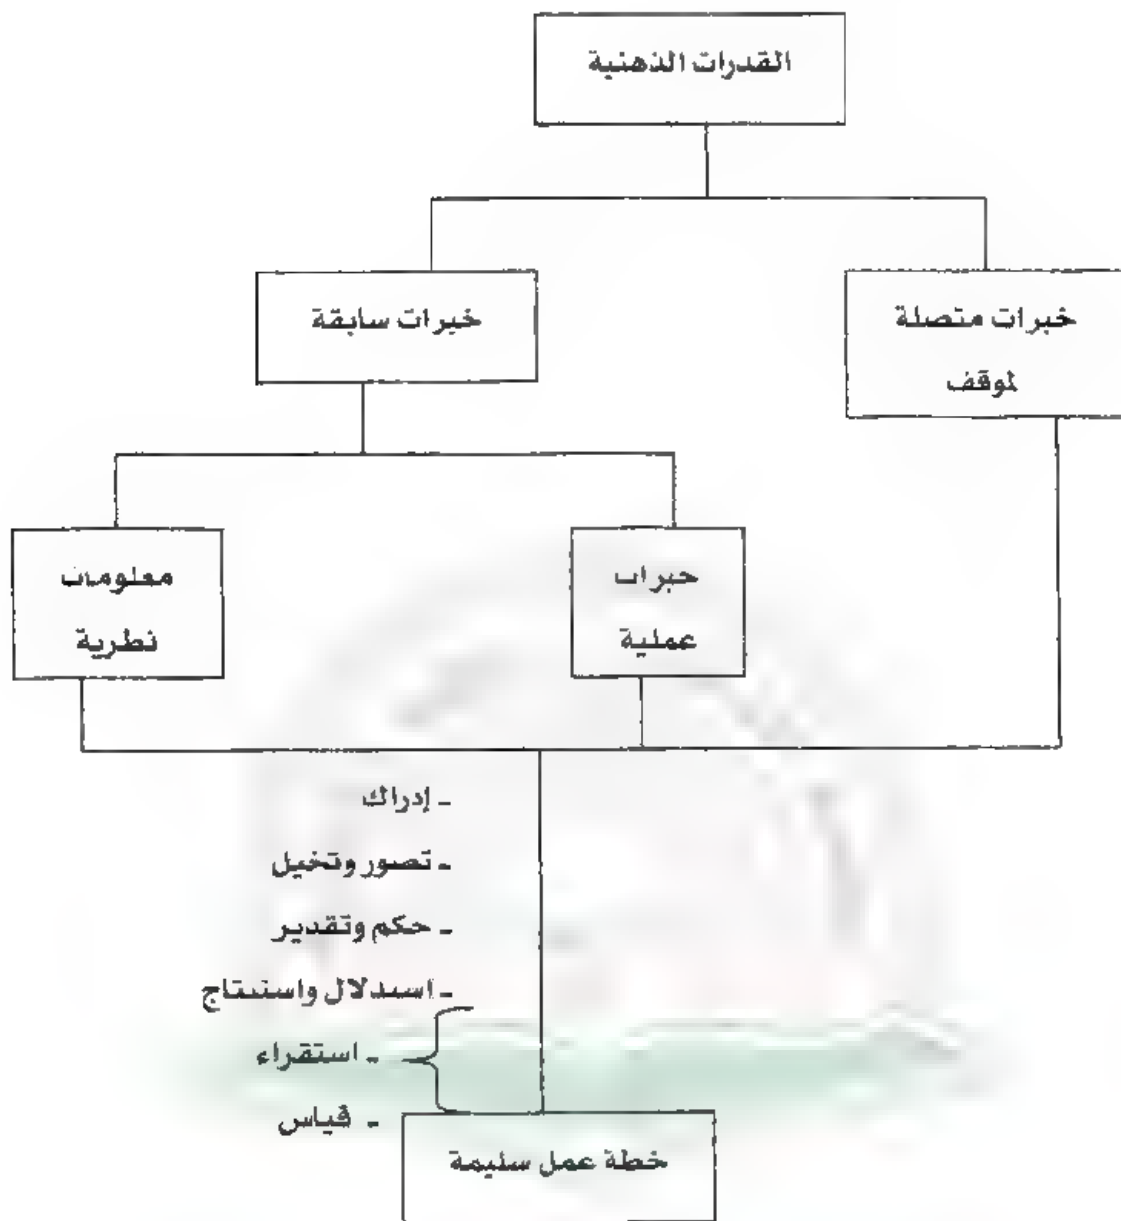 القدرات الذهنية
خبرات متصلة
لموقف
خبرات سابقة
خبرات
عملية
معلومات
نظرية
- إدراك
- تصور وتخيل
- حكم وتقدير
- استدلال واستنتاج
- استقراء
- قياس
خطة عمل سليمة